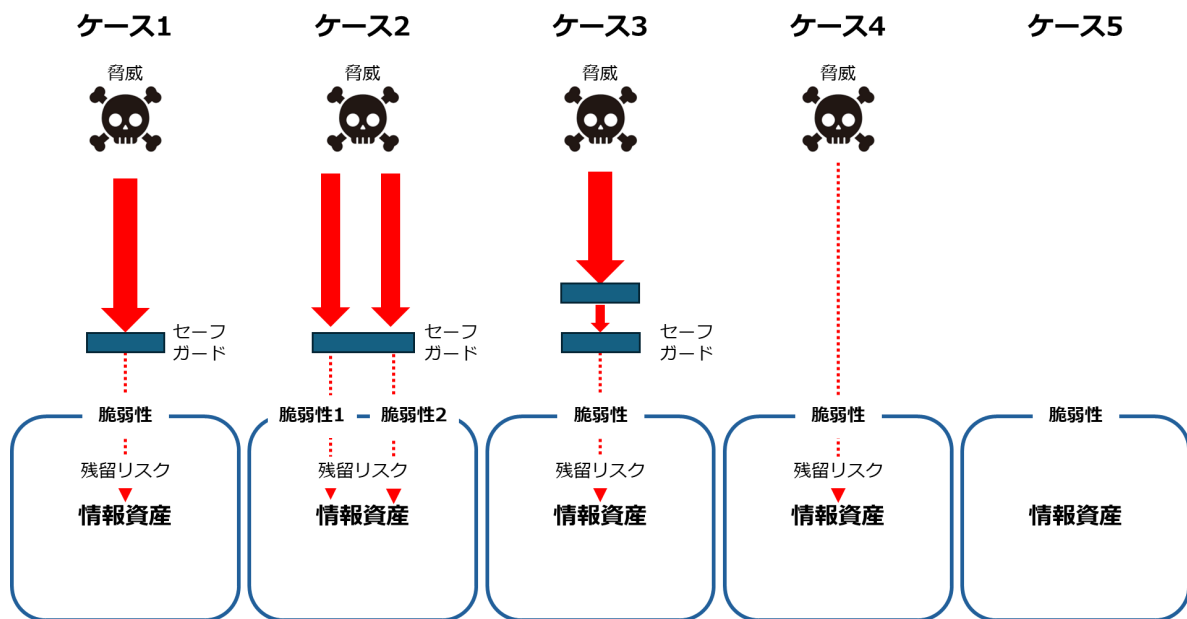 ケース1
ケース2
ケース3
ケース4
ケース5
脅威
脅威
脅威
脅威
セーフ
ガード
セーフ
ガード
セーフ
ガード
脆弱性
脆弱性1
脆弱性2
脆弱性
脆弱性
脆弱性
残留リスク
残留リスク
残留リスク
残留リスク
情報資産
情報資産
情報資産
情報資産
情報資産